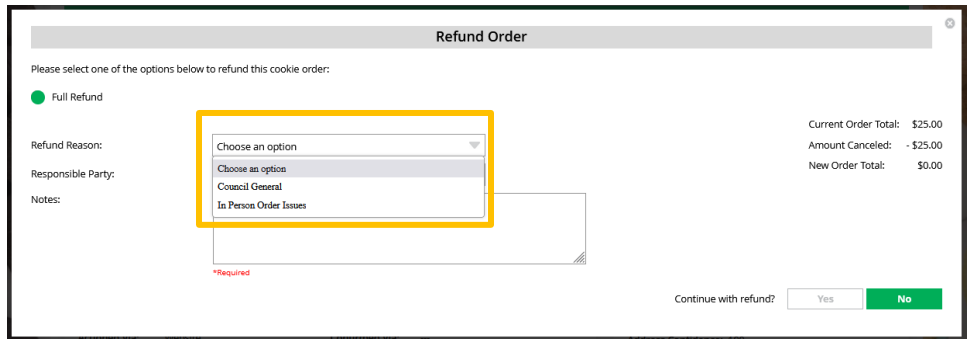 Refund Order
Please select one of the options below to refund this cookie order:
Full Refund
Current Order Total: $25.00
Refund Reason: Choose an option Amount Canceled: - $25.00
Choose an option New Order Total: $0.00
Responsible Party:
Council General
Notes: In Person Order Issues
*Required
Continue with refund? Yes No